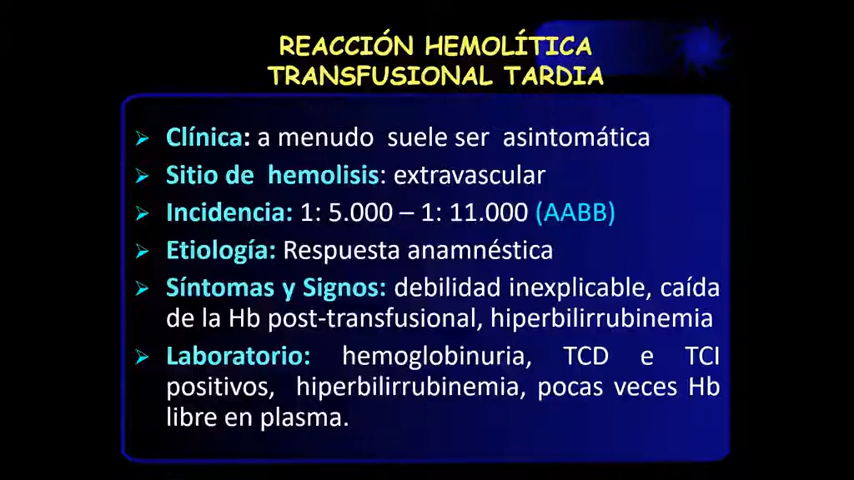 REACCIÓN HEMOLÍTICA
TRANSFUSIONAL TARDIA
Clínica: a menudo suele ser asintomática
Sitio de hemolisis: extravascular
Incidencia: 1: 5.000 – 1: 11.000 (AABB)
Etiología: Respuesta anamnéstica
Síntomas y Signos: debilidad inexplicable, caída
de la Hb post-transfusional, hiperbilirrubinemia
Laboratorio: hemoglobinuria, TCD e TCI
positivos, hiperbilirrubinemia, pocas veces Hb
libre en plasma.